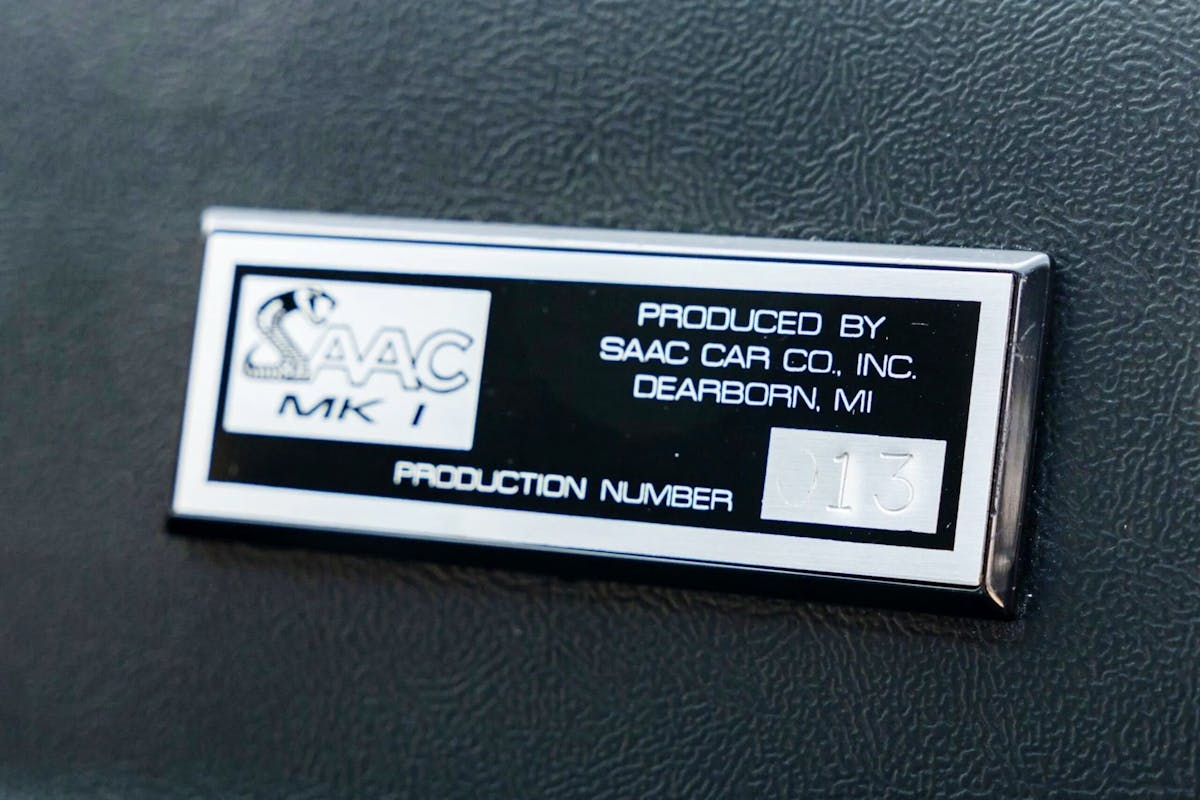 SAAC
MK I
PRODUCED BY
SAAC CAR CO., INC.
DEARBORN, MI
PRODUCTION NUMBER 013